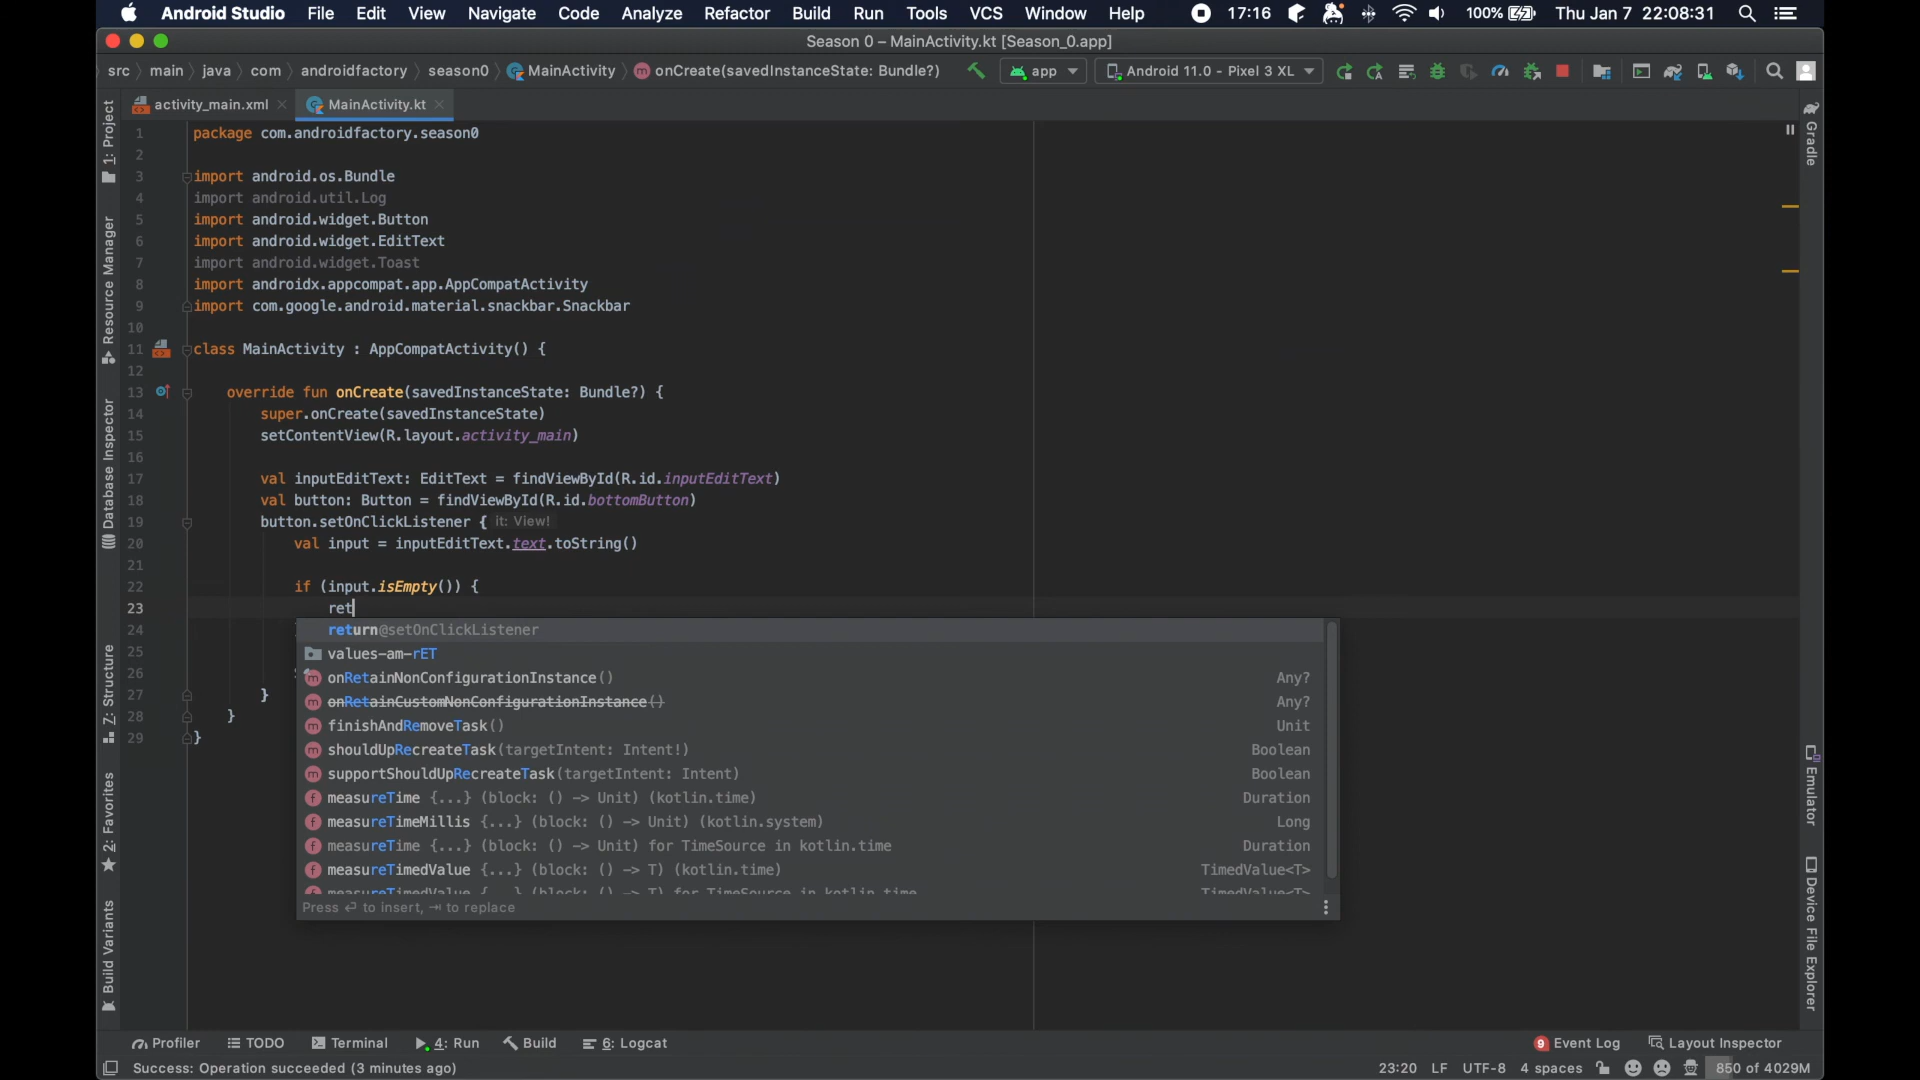 Android Studio File Edit View Navigate Code Analyze Refactor Build Run Tools VCS Window Help 17:16 100% Thu Jan 7 22:08:31
Season 0 – MainActivity.kt [Season_0.app]
src main java com androidfactory season0 MainActivity onCreate(savedInstanceState: Bundle?) app Android 11.0 - Pixel 3 XL
activity_main.xml MainActivity.kt
1: Project
Resource Manager
Database Inspector
Z: Structure
2: Favorites
Build Variants
1 package com.androidfactory.season0
2
3 import android.os.Bundle
4 import android.util.Log
5 import android.widget.Button
6 import android.widget.EditText
7 import android.widget.Toast
8 import androidx.appcompat.app.AppCompatActivity
9 import com.google.android.material.snackbar.Snackbar
10
11 class MainActivity : AppCompatActivity() {
12
13 override fun onCreate(savedInstanceState: Bundle?) {
14 super.onCreate(savedInstanceState)
15 setContentView(R.layout.activity_main)
16
17 val inputEditText: EditText = findViewById(R.id.inputEditText)
18 val button: Button = findViewById(R.id.bottomButton)
19 button.setOnClickListener { it: View!
20 val input = inputEditText.text.toString()
21
22 if (input.isEmpty()) {
23 ret
24
25
26
27 }
28 }
29 }
return@setOnClickListener
values-am-rET
onRetainNonConfigurationInstance() Any?
onRetainCustomNonConfigurationInstance() Any?
finishAndRemoveTask() Unit
shouldUpRecreateTask(targetIntent: Intent!) Boolean
supportShouldUpRecreateTask(targetIntent: Intent) Boolean
measureTime {...} (block: () -> Unit) (kotlin.time) Duration
measureTimeMillis {...} (block: () -> Unit) (kotlin.system) Long
measureTime {...} (block: () -> Unit) for TimeSource in kotlin.time Duration
measureTimedValue {...} (block: () -> T) (kotlin.time) TimedValue<T>
measureTimedValue {...} (block: () -> T) for TimeSource in kotlin.time TimedValue<T>
Press ⏎ to insert, ⇥ to replace
Gradle
Emulator
Device File Explorer
Profiler TODO Terminal 4: Run Build 6: Logcat 9 Event Log Layout Inspector
Success: Operation succeeded (3 minutes ago) 23:20 LF UTF-8 4 spaces 850 of 4029M